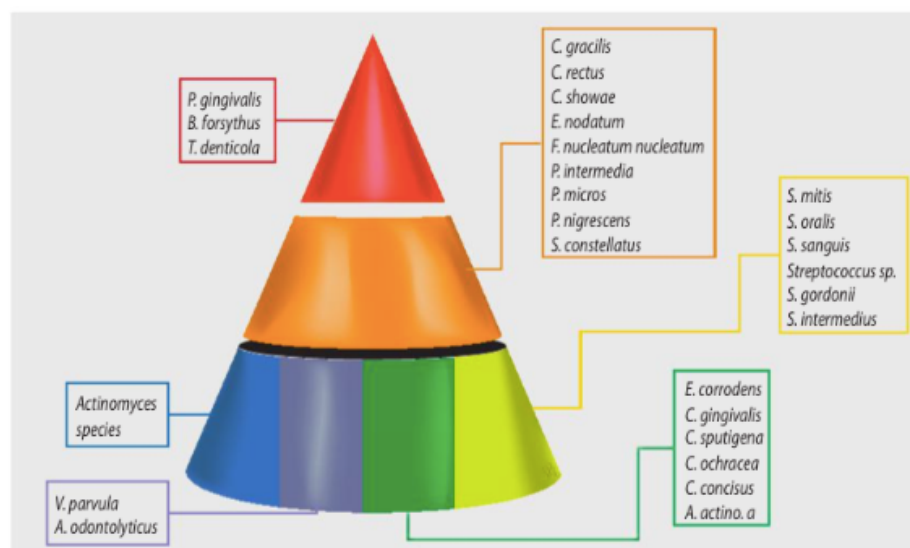 P. gingivalis
B. forsythus
T. denticola
C. gracilis
C. rectus
C. showae
E. nodatum
F. nucleatum nucleatum
P. intermedia
P. micros
P. nigrescens
S. constellatus
S. mitis
S. oralis
S. sanguis
Streptococcus sp.
S. gordonii
S. intermedius
Actinomyces
species
V. parvula
A. odontolyticus
E. corrodens
C. gingivalis
C. sputigena
C. ochracea
C. concisus
A. actino. a